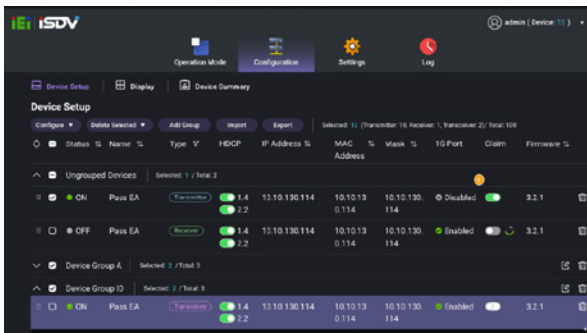 iEi iSDV
admin ( Device: 15 )
Operation Mode Configuration Settings Log
Device Setup Display Device Summary
Device Setup
Configure Delete Selected Add Group Import Export Selected: 13 (Transmitter: 10, Receiver: 1, Transceiver: 2)/ Total: 100
Status Name Type HDCP IP Address MAC Address Mask 1G Port Claim Firmware
Ungrouped Devices Selected: 1 / Total: 2
ON Pass EA Transmitter 1.4 10.10.130.114 10.10.13 10.10.130. Disabled 3.2.1
2.2 0.114 114
OFF Pass EA Receiver 1.4 13.10.130.114 10.10.13 10.10.130. Enabled 3.2.1
2.2 0.114 114
Device Group A Selected: 2 / Total: 3
Device Group ID Selected: 2 / Total: 3
ON Pass EA Transceiver 1.4 13.10.130.114 10.10.13 10.10.130. Enabled 3.2.1
2.2 0.114 114